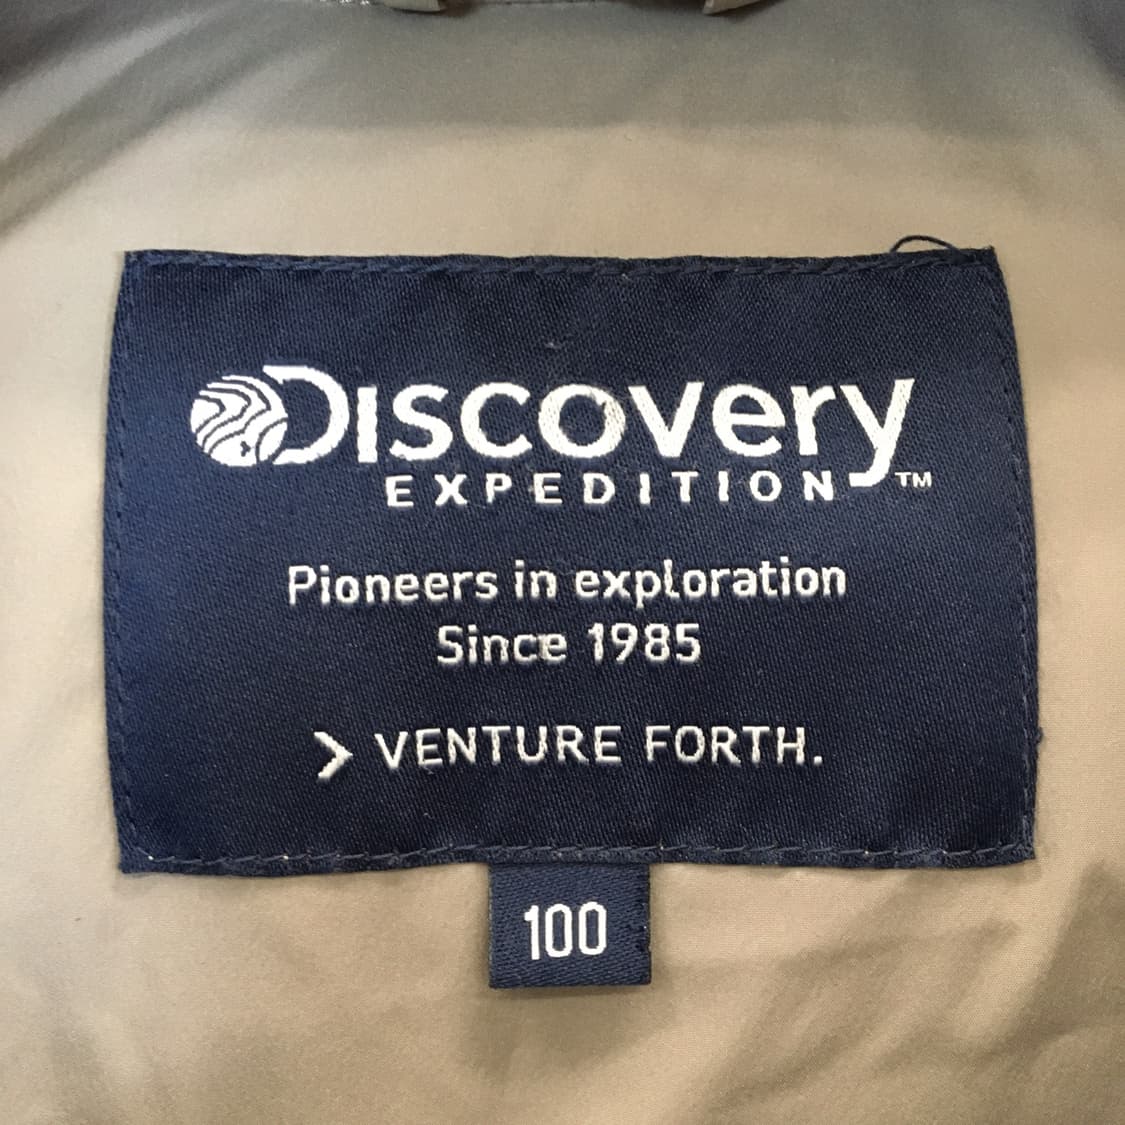 DISCOVERY
EXPEDITION™
Pioneers in exploration
Since 1985
> VENTURE FORTH.
100